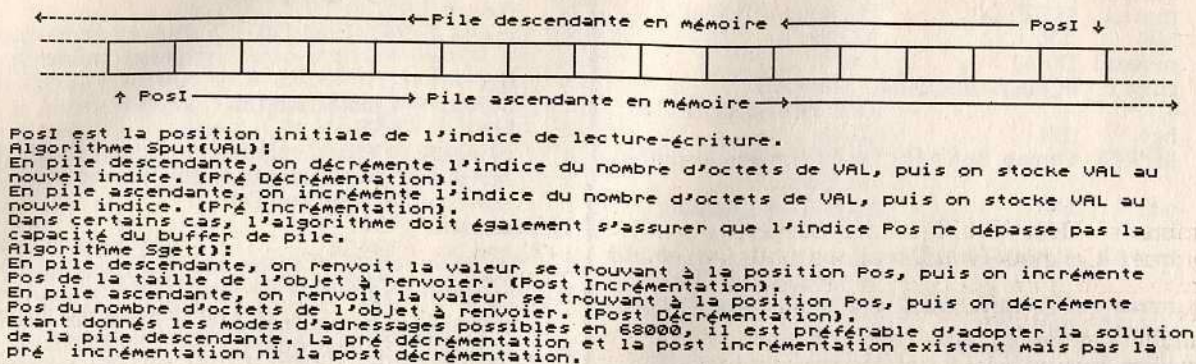 ←Pile descendante en mémoire ← PosI ↓
↑ PosI → Pile ascendante en mémoire →
PosI est la position initiale de l'indice de lecture-écriture.
Algorithme Sput(VAL):
En pile descendante, on décrémente l'indice du nombre d'octets de VAL, puis on stocke VAL au
nouvel indice. (Pré Décrémentation).
En pile ascendante, on incrémente l'indice du nombre d'octets de VAL, puis on stocke VAL au
nouvel indice. (Pré Incrémentation).
Dans certains cas, l'algorithme doit également s'assurer que l'indice Pos ne dépasse pas la
capacité du buffer de pile.
Algorithme Sget():
En pile descendante, on renvoit la valeur se trouvant à la position Pos, puis on incrémente
Pos de la taille de l'objet à renvoier. (Post Incrémentation).
En pile ascendante, on renvoit la valeur se trouvant à la position Pos, puis on décrémente
Pos du nombre d'octets de l'objet à renvoier. (Post Décrémentation).
Etant donnés les modes d'adressages possibles en 68000, il est préférable d'adopter la solution
de la pile descendante. La pré décrémentation et la post incrémentation existent mais pas la
pré incrémentation ni la post décrémentation.